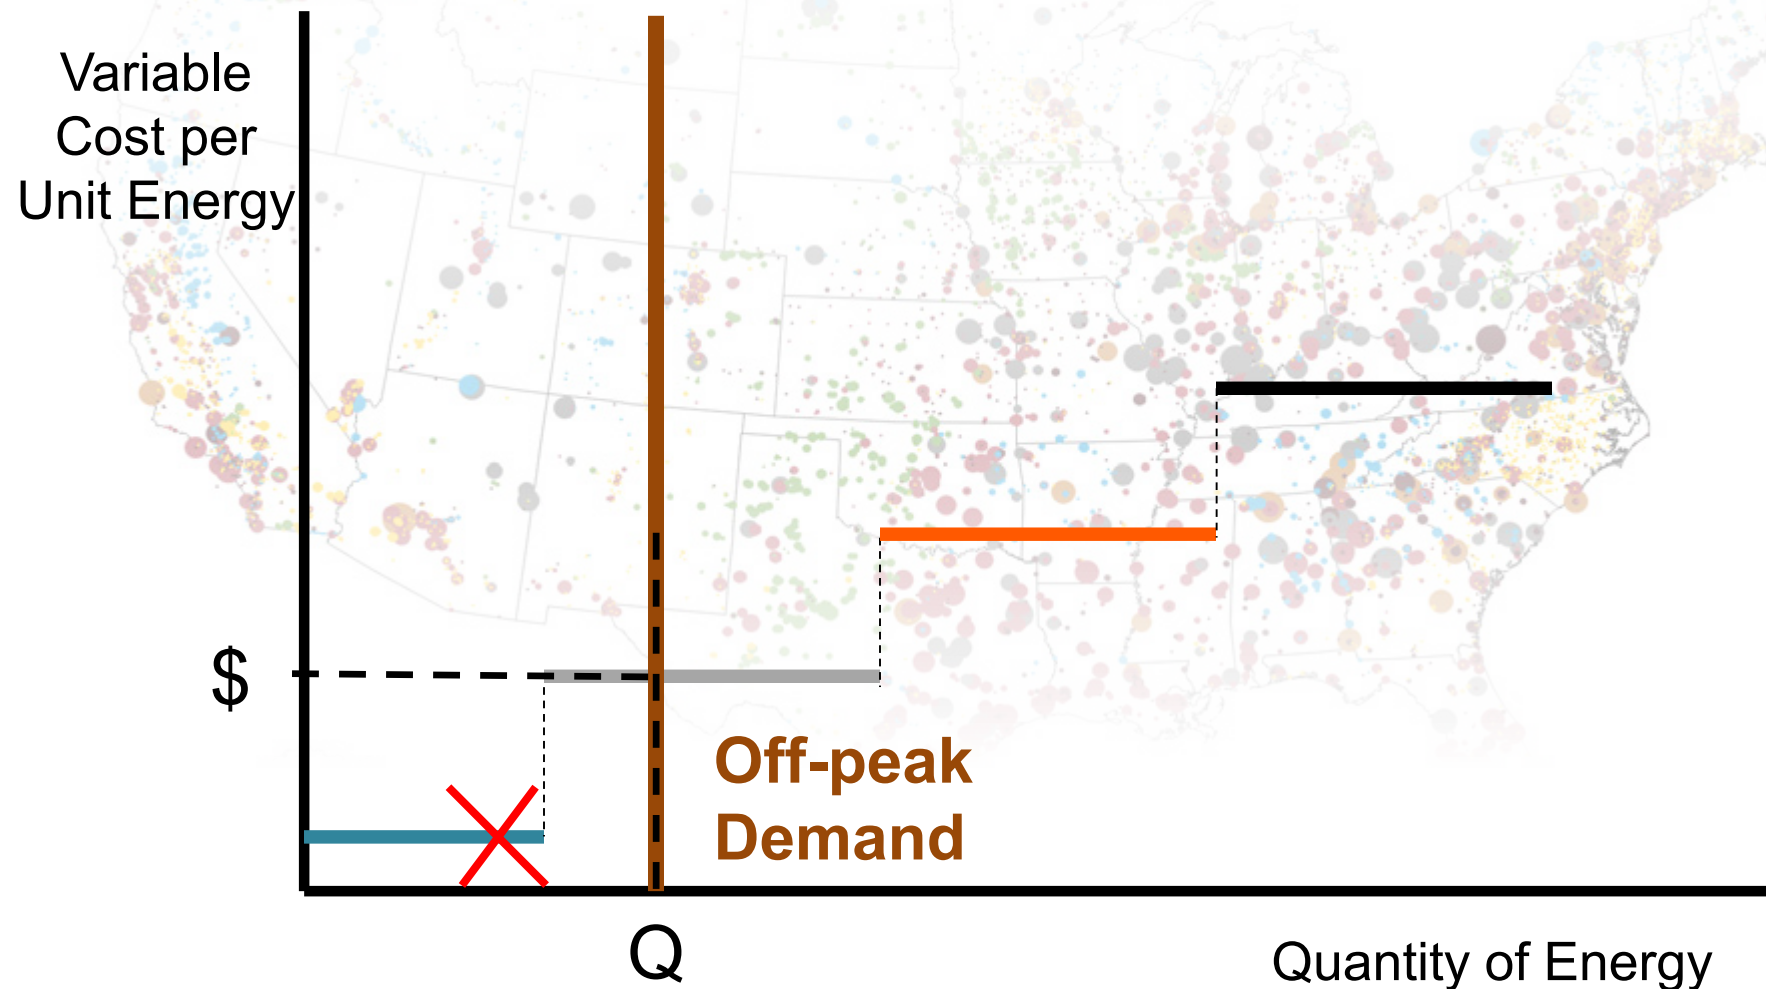 Variable
Cost per
Unit Energy
$
Off-peak
Demand
Q
Quantity of Energy